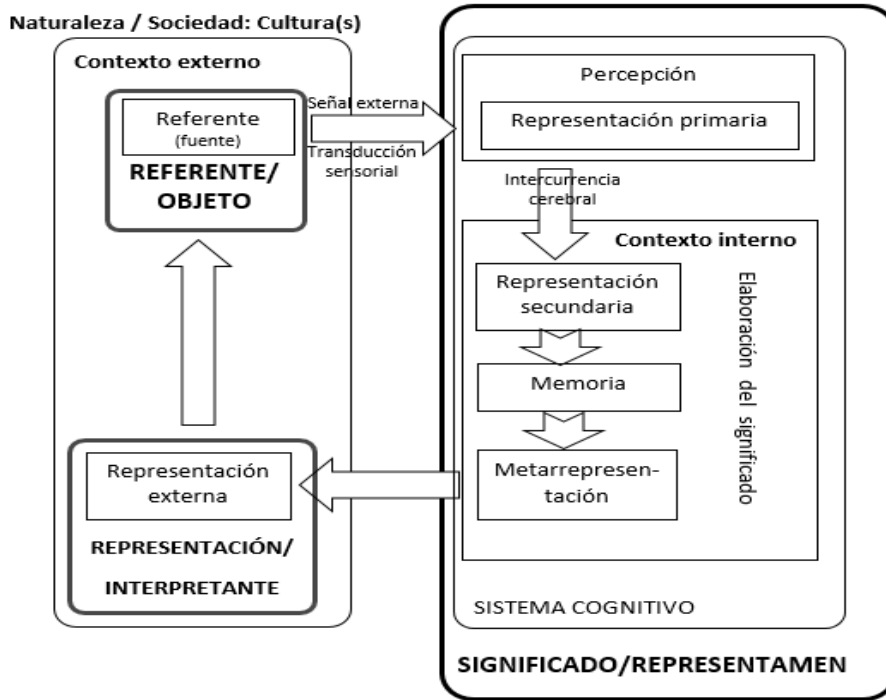 Naturaleza / Sociedad: Cultura(s)
Contexto externo
Referente
(fuente)
REFERENTE/
OBJETO
Señal externa
Transducción
sensorial
Percepción
Representación primaria
Intercurrencia
cerebral
Contexto interno
Representación
secundaria
Memoria
Metarrepresen-
tación
Elaboración del significado
Representación
externa
REPRESENTACIÓN/
INTERPRETANTE
SISTEMA COGNITIVO
SIGNIFICADO/REPRESENTAMEN